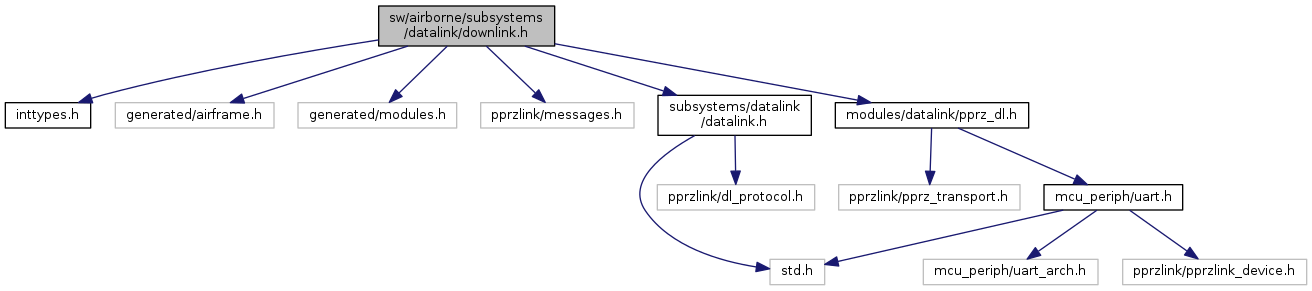 sw/airborne/subsystems
/datalink/downlink.h
inttypes.h
generated/airframe.h
generated/modules.h
pprzlink/messages.h
subsystems/datalink
/datalink.h
modules/datalink/pprz_dl.h
pprzlink/dl_protocol.h
pprzlink/pprz_transport.h
mcu_periph/uart.h
std.h
mcu_periph/uart_arch.h
pprzlink/pprzlink_device.h